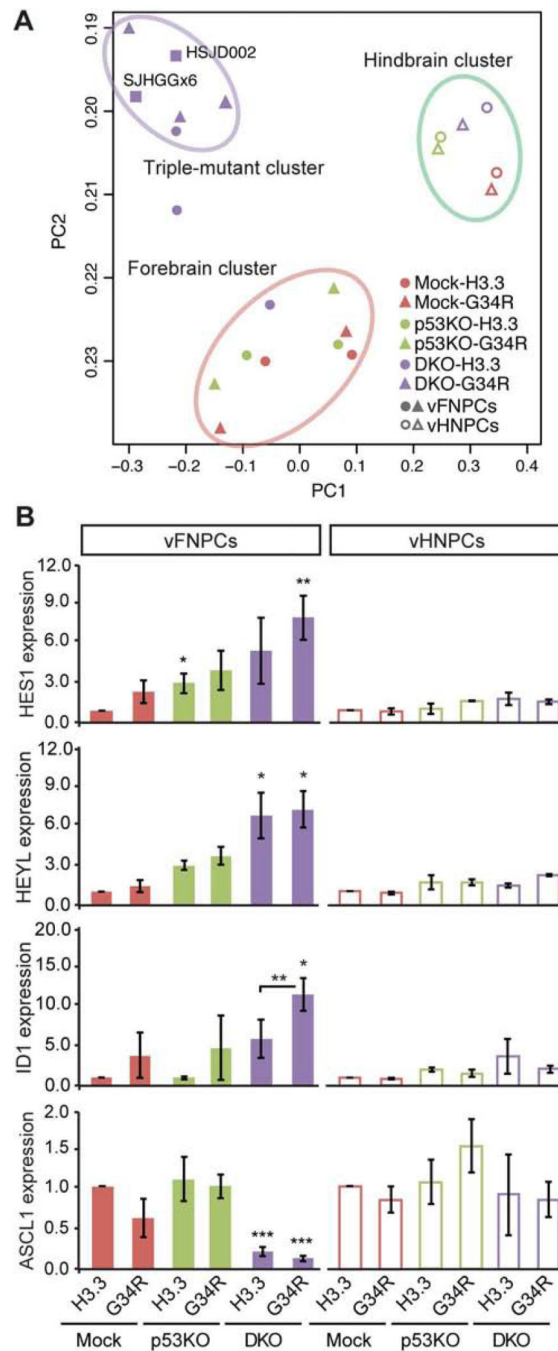 A
0.19
0.20
0.21
0.22
0.23
PC2
HSJDD002
SJHGGx6
Triple-mutant cluster
Hindbrain cluster
Forebrain cluster
Mock-H3.3
Mock-G34R
p53KO-H3.3
p53KO-G34R
DKO-H3.3
DKO-G34R
vFNPCs
vHNPCs
−0.3 −0.2 −0.1 0.0 0.1 0.2 0.3 0.4
PC1
B
vFNPCs vHNPCs
HES1 expression
12.0
9.0
6.0
3.0
0.0
* **
HEYL expression
12.0
9.0
6.0
3.0
0.0
* *
ID1 expression
20.0
15.0
10.0
5.0
0.0
** *
ASCL1 expression
2.0
1.5
1.0
0.5
0.0
*** ***
H3.3 G34R H3.3 G34R H3.3 G34R H3.3 G34R H3.3 G34R H3.3 G34R
Mock p53KO DKO Mock p53KO DKO